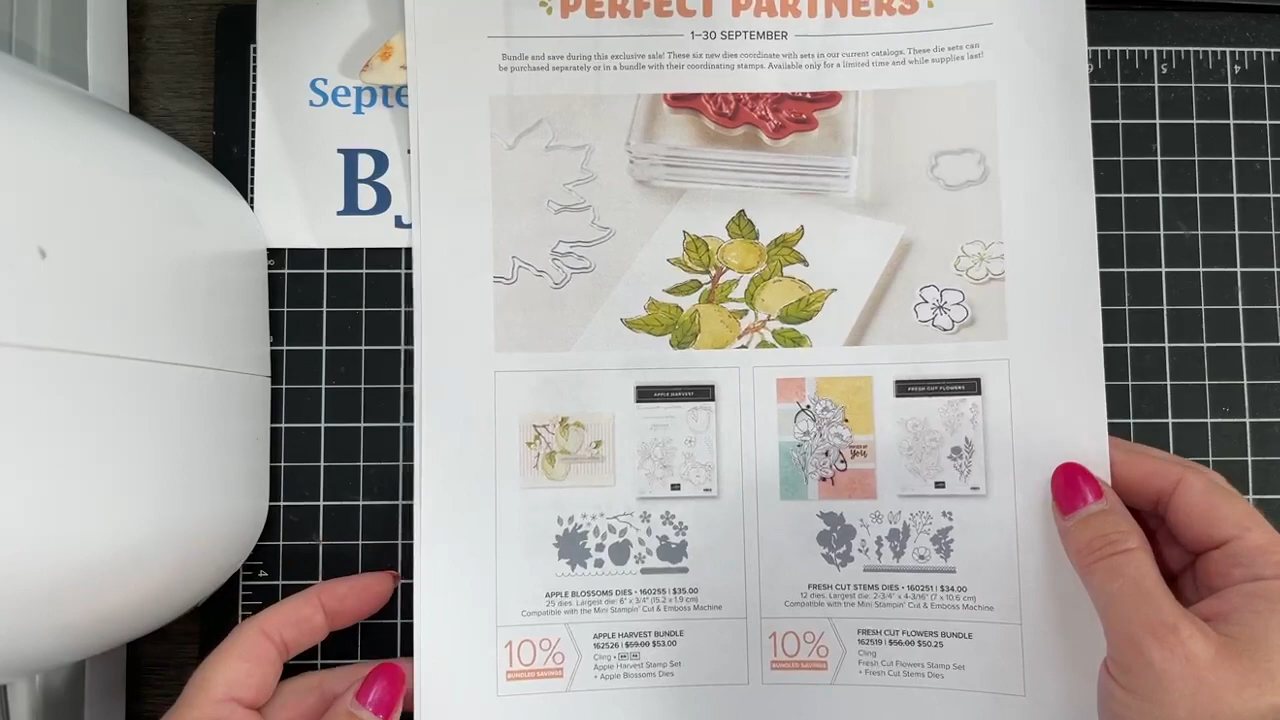 PERFECT PARTNERS
1–30 SEPTEMBER
Bundle and save during this exclusive sale! These six new dies coordinate with sets in our current catalogs. These die sets can
be purchased separately or in a bundle with their coordinating stamps. Available only for a limited time and while supplies last!
Septe
BJ
6 5 4
APPLE HARVEST
FRESH CUT FLOWERS
you
4
APPLE BLOSSOMS DIES • 160255 | $35.00
25 dies. Largest die: 6" x 3/4" (15.2 x 1.9 cm)
Compatible with the Mini Stampin' Cut & Emboss Machine
FRESH CUT STEMS DIES • 160251 | $34.00
12 dies. Largest die: 2-3/4" x 4-3/16" (7 x 10.6 cm)
Compatible with the Mini Stampin' Cut & Emboss Machine
10%
BUNDLED SAVINGS
APPLE HARVEST BUNDLE
162526 | $59.00 $53.00
Cling •
Apple Harvest Stamp Set
+ Apple Blossoms Dies
10%
BUNDLED SAVINGS
FRESH CUT FLOWERS BUNDLE
162519 | $56.00 $50.25
Cling
Fresh Cut Flowers Stamp Set
+ Fresh Cut Stems Dies